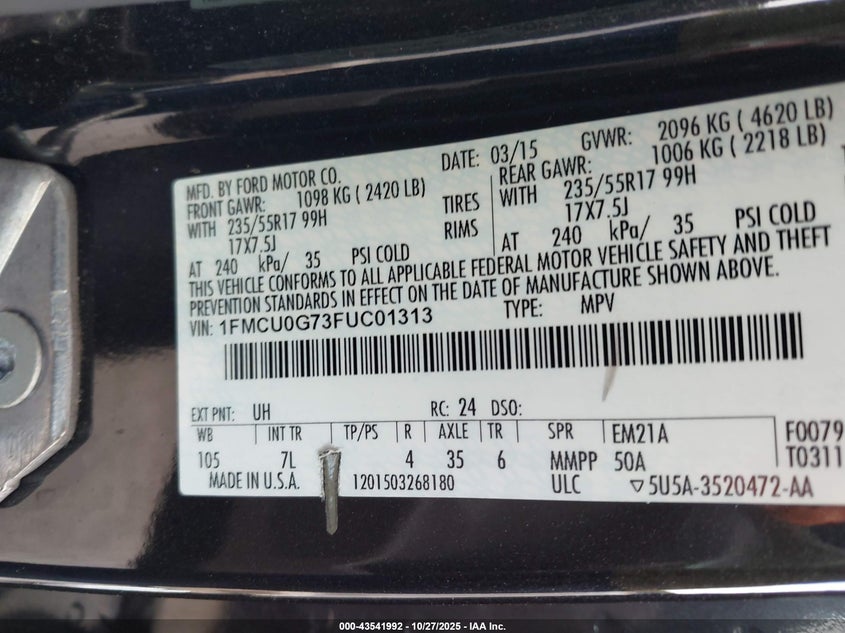 MFD. BY FORD MOTOR CO. DATE: 03/15 GVWR: 2096 KG ( 4620 LB)
FRONT GAWR: 1098 KG ( 2420 LB) REAR GAWR: 1006 KG ( 2218 LB)
WITH 235/55R17 99H TIRES WITH 235/55R17 99H
17X7.5J RIMS 17X7.5J
AT 240 kPa/ 35 PSI COLD AT 240 kPa/ 35 PSI COLD
THIS VEHICLE CONFORMS TO ALL APPLICABLE FEDERAL MOTOR VEHICLE SAFETY AND THEFT
PREVENTION STANDARDS IN EFFECT ON THE DATE OF MANUFACTURE SHOWN ABOVE.
VIN: 1FMCU0G73FUC01313 TYPE: MPV
EXT PNT: UH RC: 24 DSO:
WB INT TR TP/PS R AXLE TR SPR EM21A F0079
105 7L 4 35 6 MMPP 50A T0311
MADE IN U.S.A. 1201503268180 ULC ▽5U5A-3520472-AA
000-43541992 - 10/27/2025 - IAA Inc.